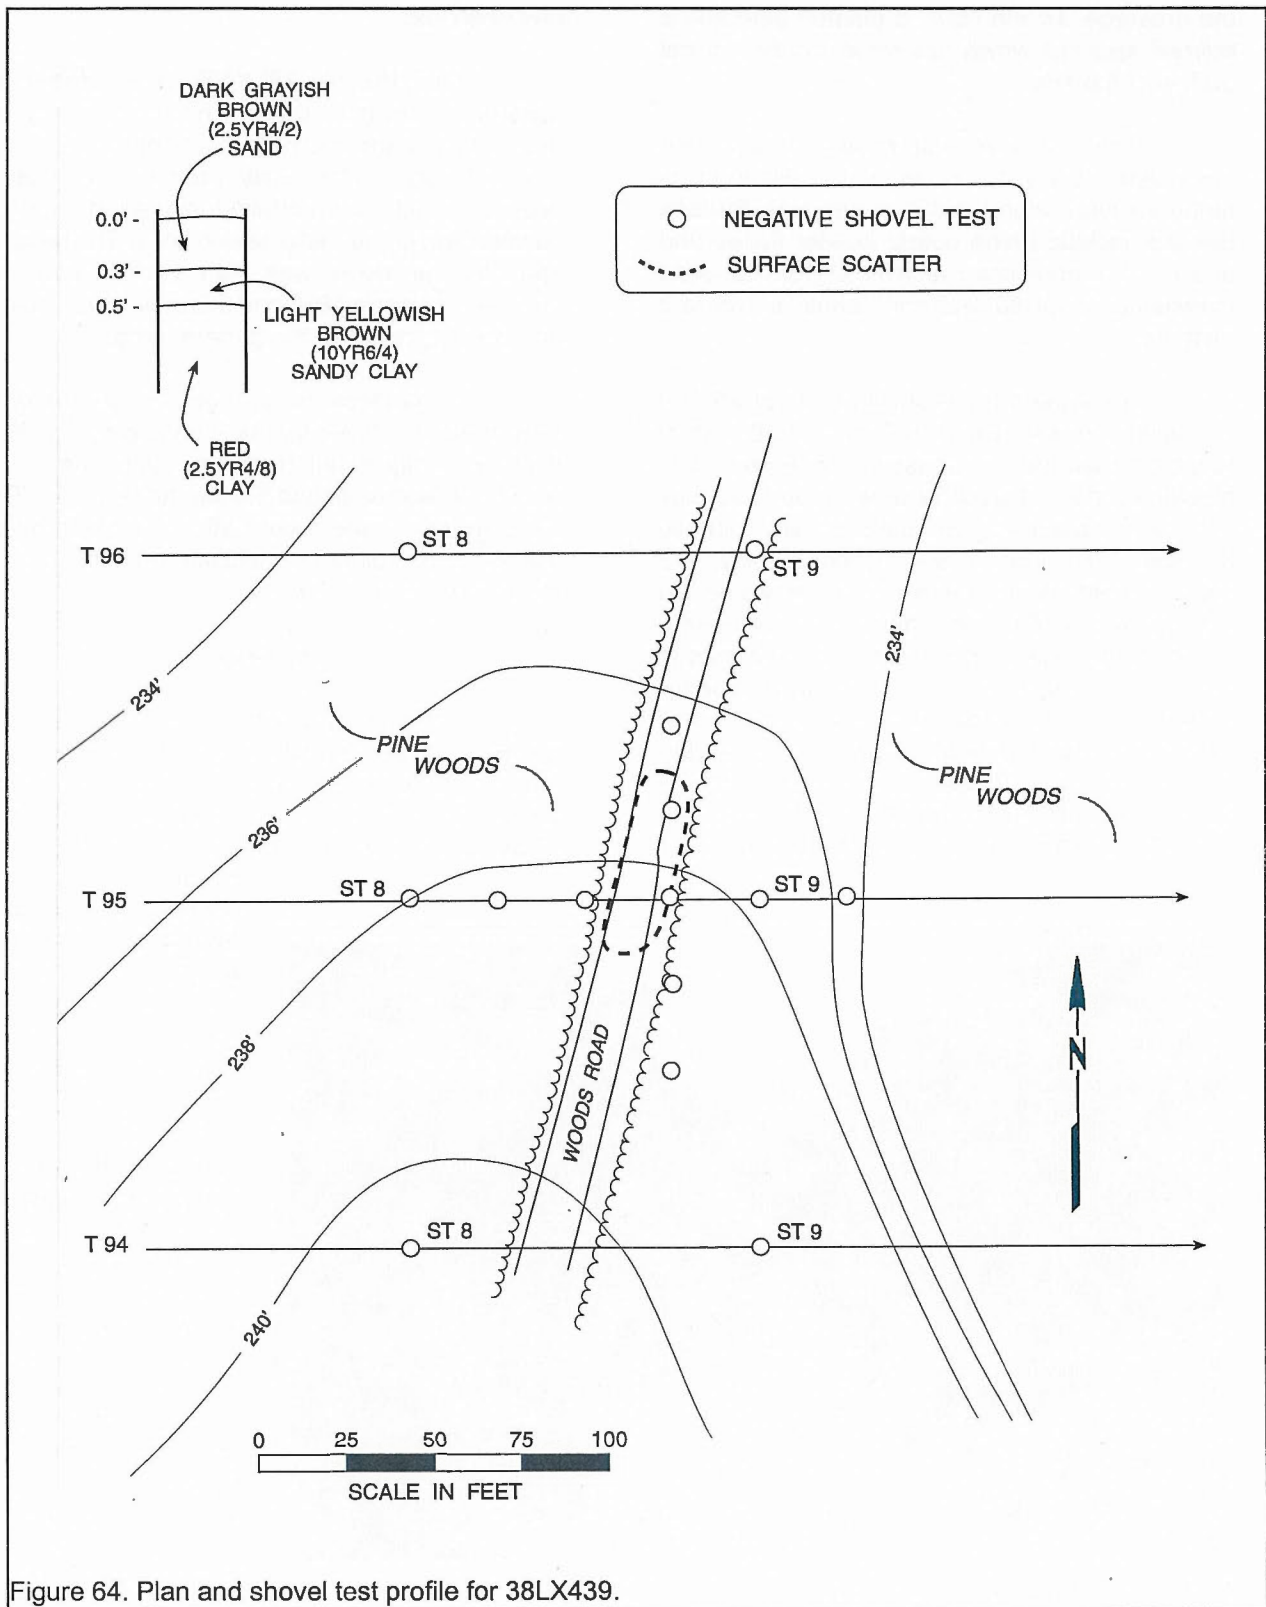 DARK GRAYISH
BROWN
(2.5YR4/2)
SAND
0.0' -
0.3' -
0.5' -
LIGHT YELLOWISH
BROWN
(10YR6/4)
SANDY CLAY
RED
(2.5YR4/8)
CLAY
NEGATIVE SHOVEL TEST
SURFACE SCATTER
T 96
ST 8
ST 9
234'
234'
PINE
WOODS
PINE
WOODS
236'
T 95
ST 8
ST 9
238'
WOODS ROAD
N
T 94
ST 8
ST 9
240'
0 25 50 75 100
SCALE IN FEET
Figure 64. Plan and shovel test profile for 38LX439.